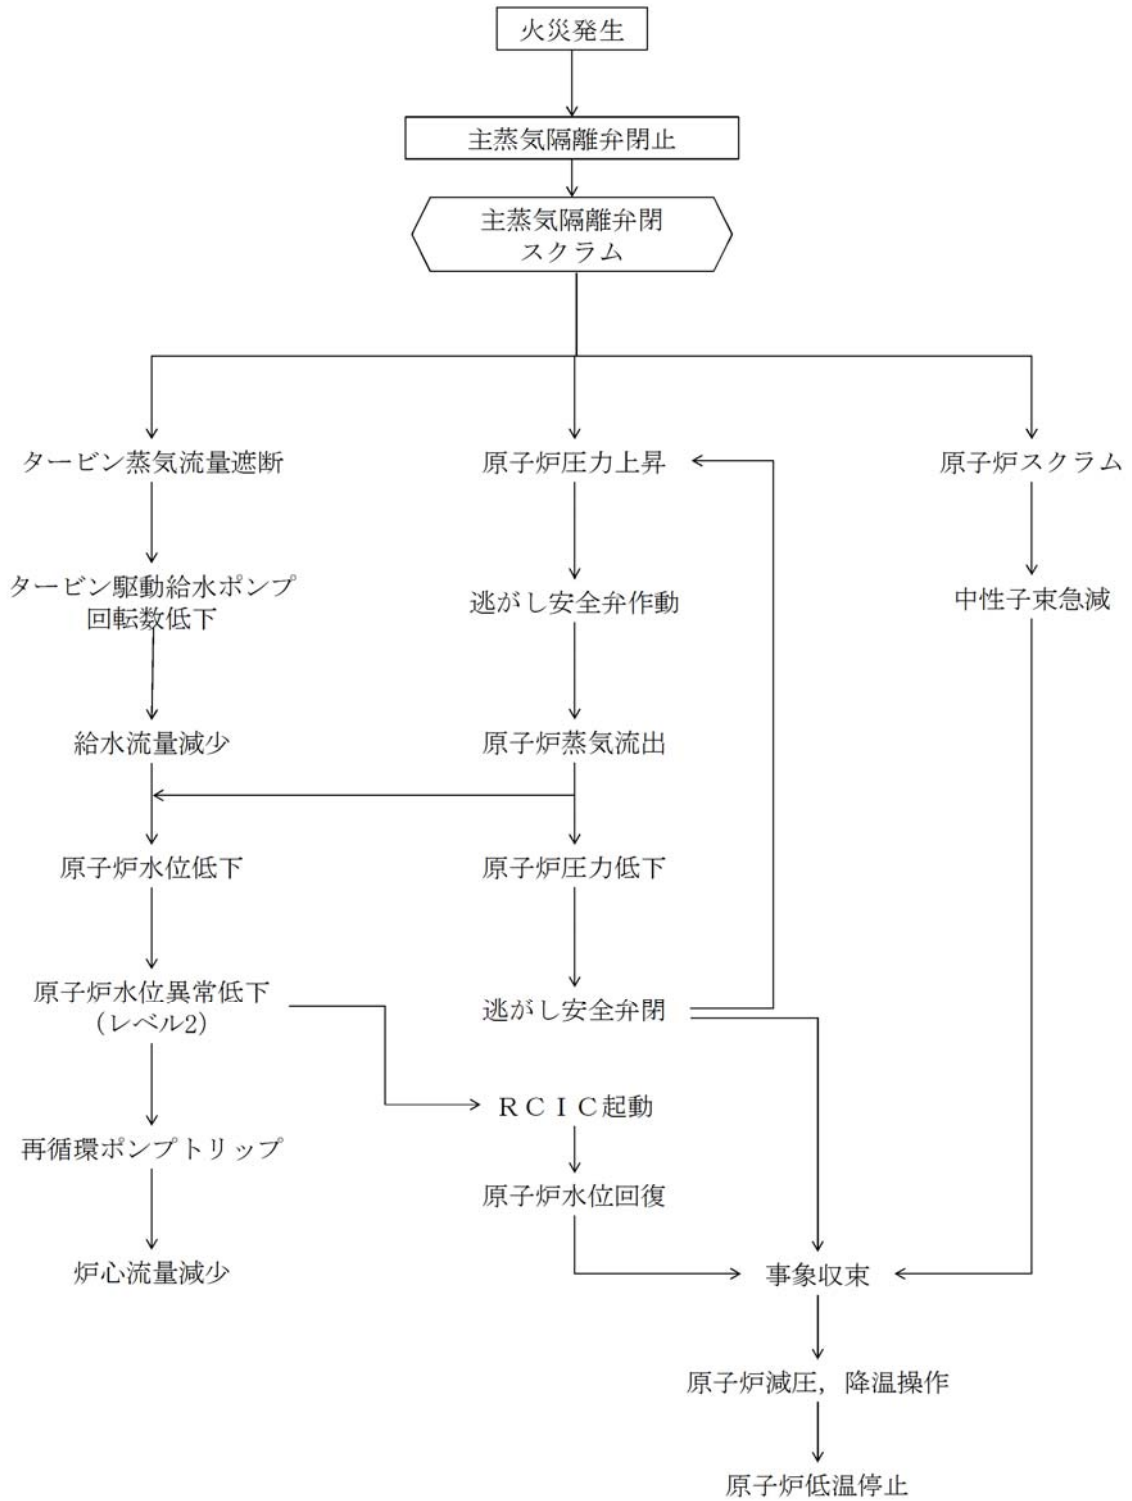 火災発生
主蒸気隔離弁閉止
主蒸気隔離弁閉
スクラム
タービン蒸気流量遮断
原子炉圧力上昇
原子炉スクラム
タービン駆動給水ポンプ
回転数低下
逃がし安全弁作動
中性子束急減
給水流量減少
原子炉蒸気流出
原子炉水位低下
原子炉圧力低下
原子炉水位異常低下
（レベル2）
逃がし安全弁閉
ＲＣＩＣ起動
再循環ポンプトリップ
原子炉水位回復
炉心流量減少
事象収束
原子炉減圧，降温操作
原子炉低温停止